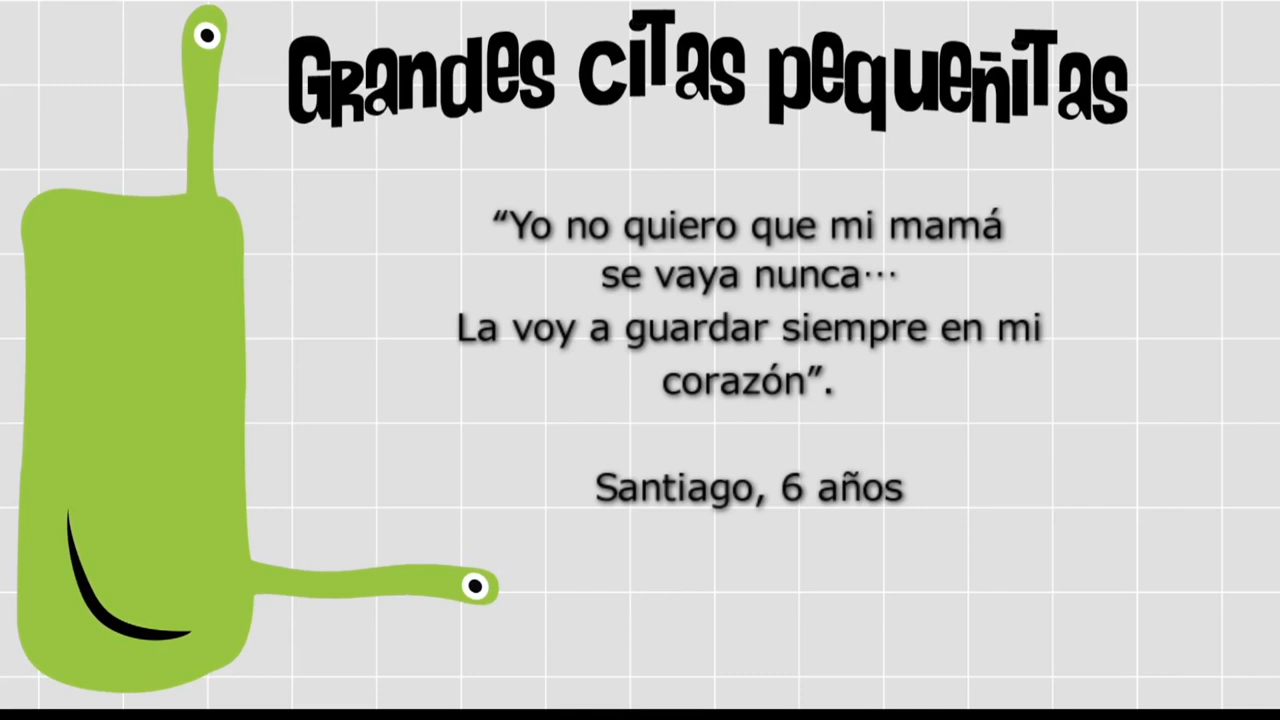 Grandes citas pequeñitas
“Yo no quiero que mi mamá
se vaya nunca…
La voy a guardar siempre en mi
corazón”.
Santiago, 6 años